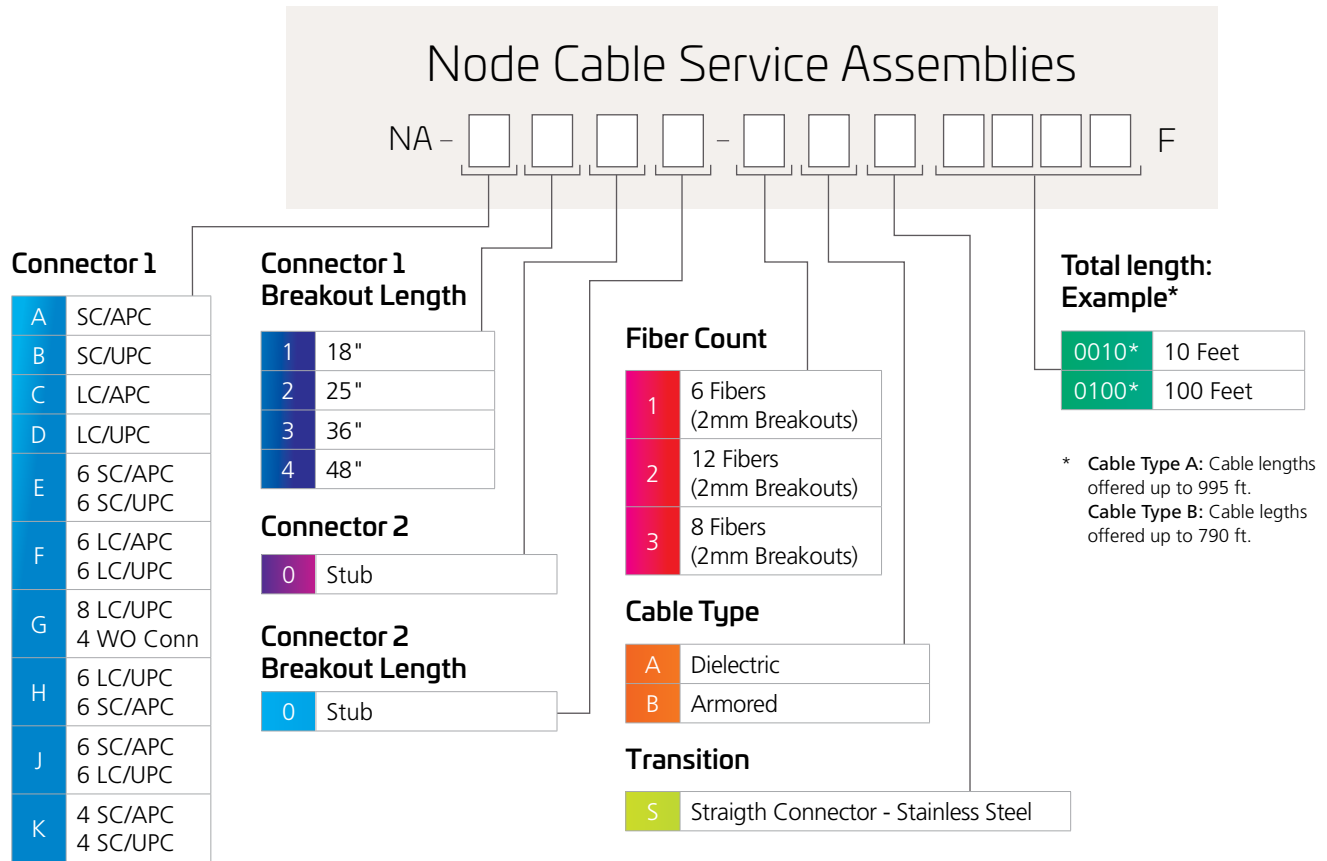 Node Cable Service Assemblies
NA - - F
Connector 1
A SC/APC
B SC/UPC
C LC/APC
D LC/UPC
E 6 SC/APC
6 SC/UPC
F 6 LC/APC
6 LC/UPC
G 8 LC/UPC
4 WO Conn
H 6 LC/UPC
6 SC/APC
J 6 SC/APC
6 LC/UPC
K 4 SC/APC
4 SC/UPC
Connector 1
Breakout Length
1 18"
2 25"
3 36"
4 48"
Connector 2
0 Stub
Connector 2
Breakout Length
0 Stub
Fiber Count
1 6 Fibers
(2mm Breakouts)
2 12 Fibers
(2mm Breakouts)
3 8 Fibers
(2mm Breakouts)
Cable Type
A Dielectric
B Armored
Transition
S Straigth Connector - Stainless Steel
Total length:
Example*
0010* 10 Feet
0100* 100 Feet
* Cable Type A: Cable lengths
offered up to 995 ft.
Cable Type B: Cable legths
offered up to 790 ft.